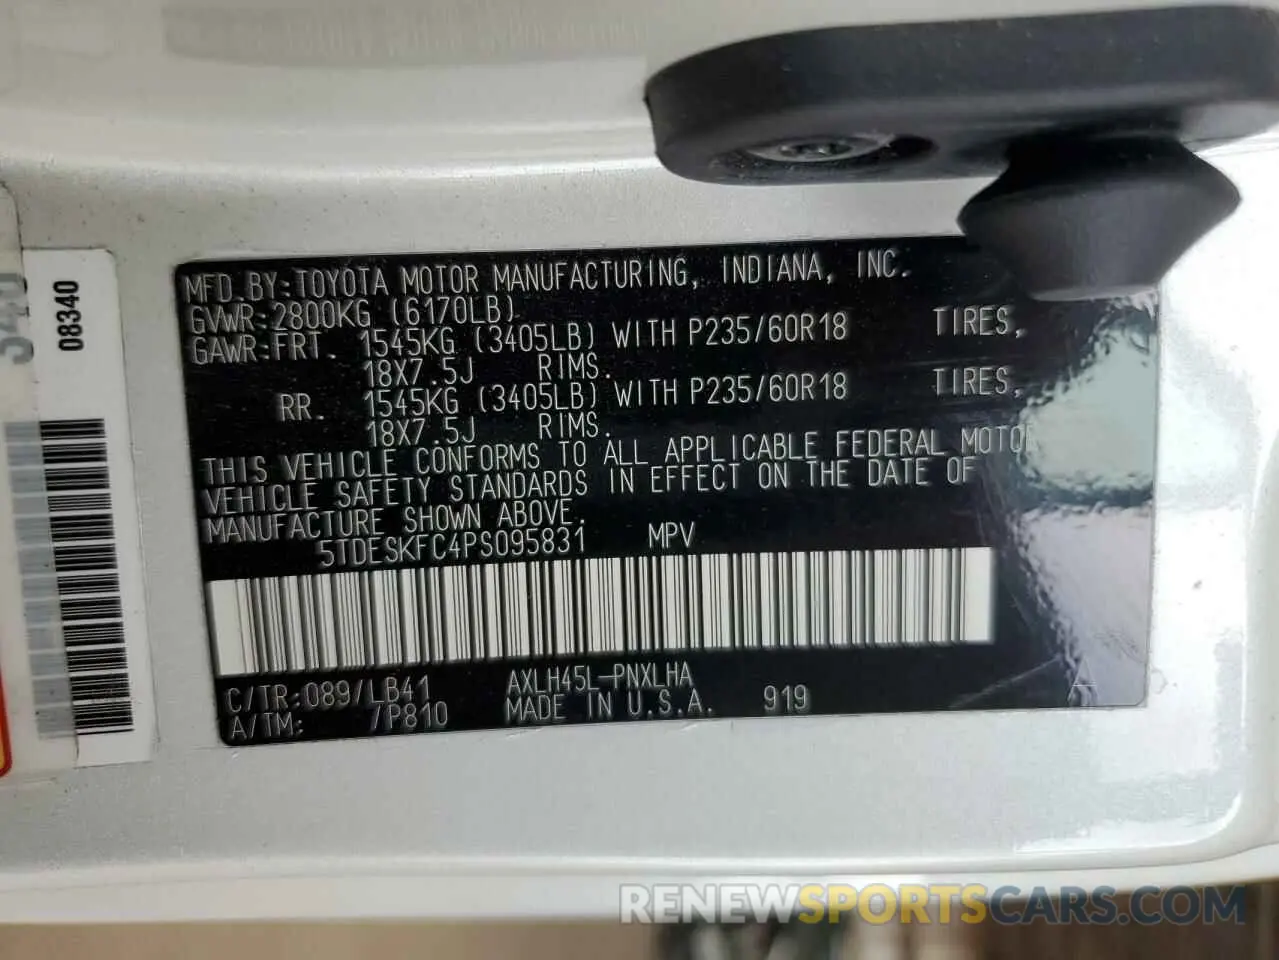 MFD.BY:TOYOTA MOTOR MANUFACTURING, INDIANA, INC.
GVWR:2800KG (6170LB)
GAWR:FRT. 1545KG (3405LB) WITH P235/60R18 TIRES,
18X7.5J RIMS.
RR. 1545KG (3405LB) WITH P235/60R18 TIRES,
18X7.5J RIMS.
THIS VEHICLE CONFORMS TO ALL APPLICABLE FEDERAL MOTO
VEHICLE SAFETY STANDARDS IN EFFECT ON THE DATE OF
MANUFACTURE SHOWN ABOVE.
5TDESKFC4PS095831 MPV
AXLH45L-PNXLHA
C/TR:089/LB41
A/TM: /P810 MADE IN U.S.A. 919 A
08340
RENEWSPORTSCARS.COM